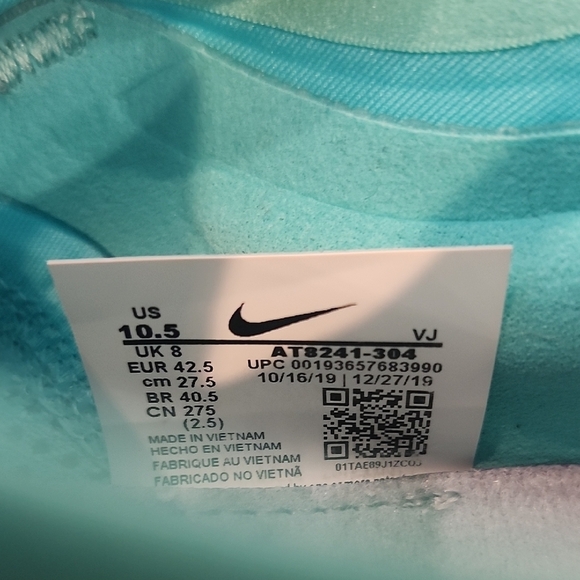 US
10.5
VJ
UK 8
AT8241-304
EUR 42.5
UPC 00193657683990
cm 27.5
10/16/19 | 12/27/19
BR 40.5
CN 275
(2.5)
MADE IN VIETNAM
HECHO EN VIETNAM
FABRIQUE AU VIETNAM
FABRICADO NO VIETNÃ